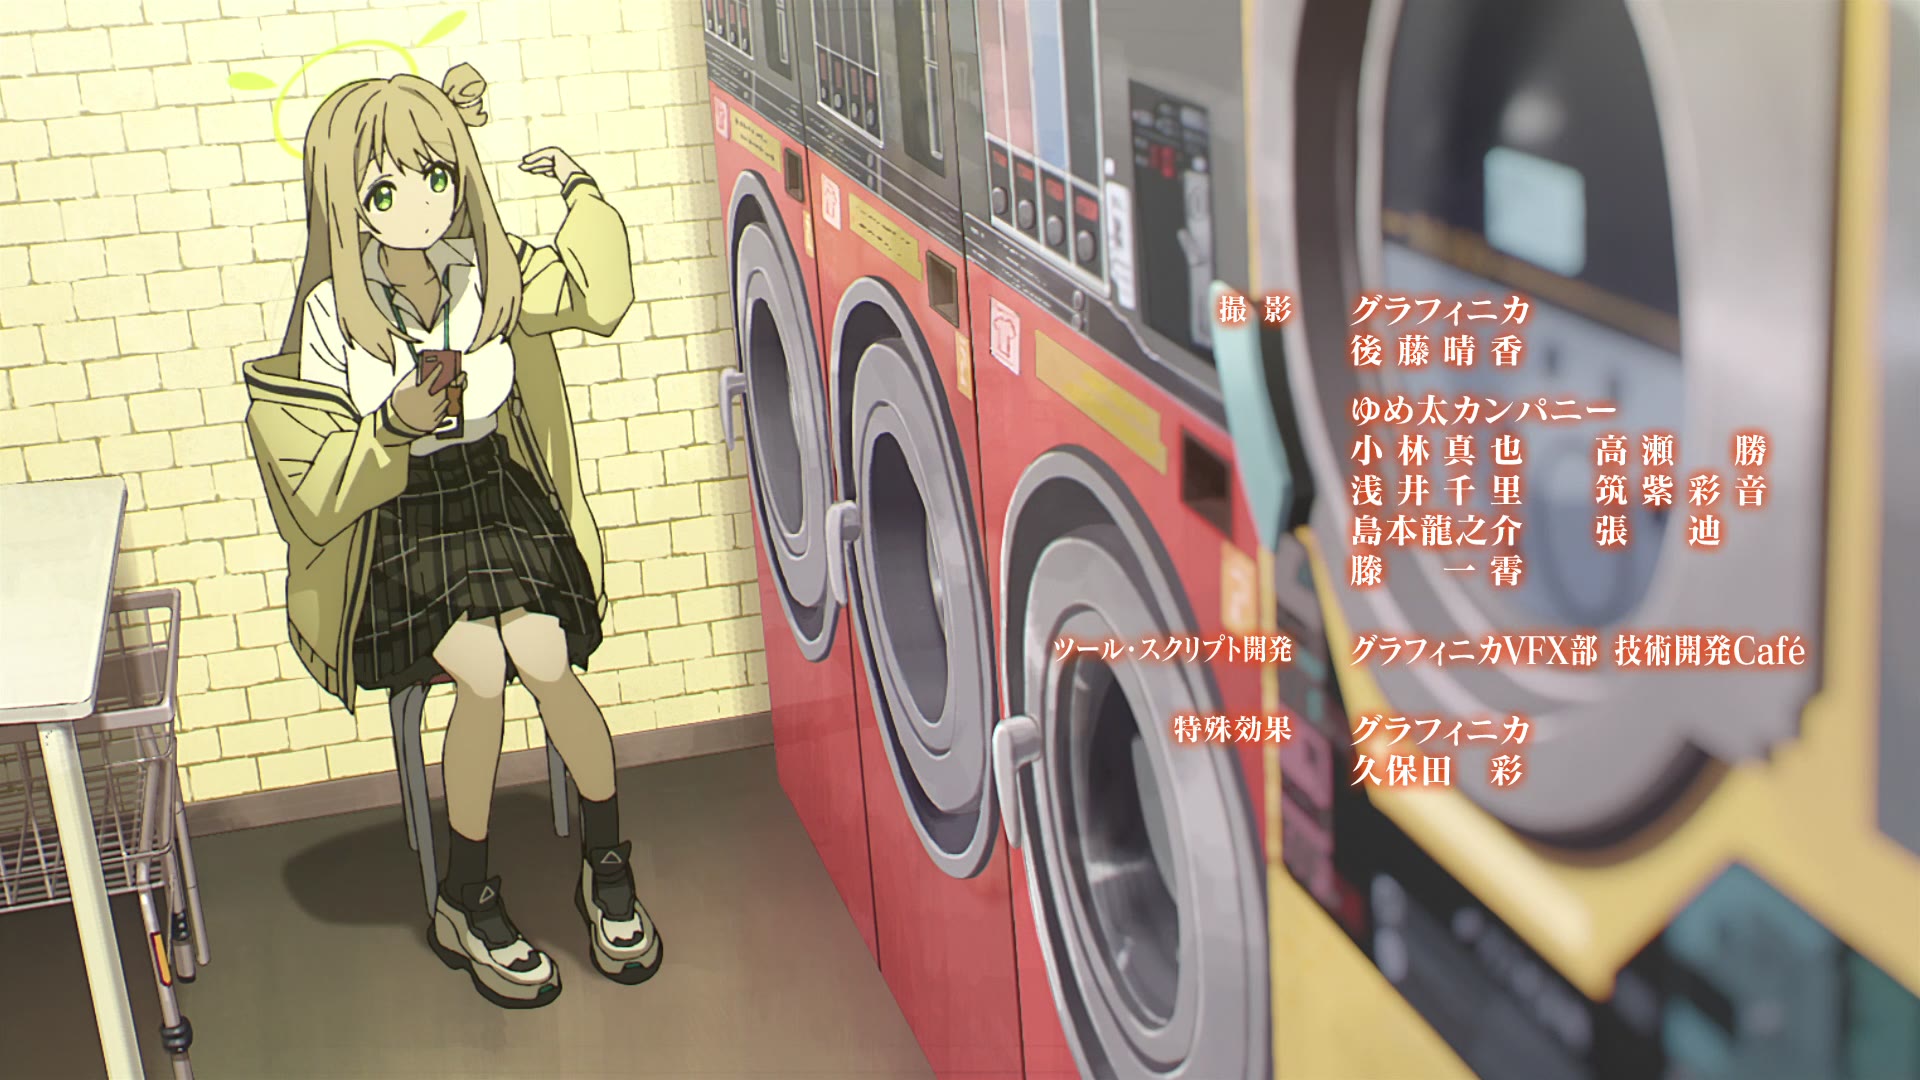 撮影 グラフィニカ
後藤晴香
ゆめ太カンパニー
小林真也 高瀬 勝
浅井千里 筑紫彩音
島本龍之介 張 迪
滕 一霄
ツール・スクリプト開発 グラフィニカVFX部 技術開発Café
特殊効果 グラフィニカ
久保田 彩